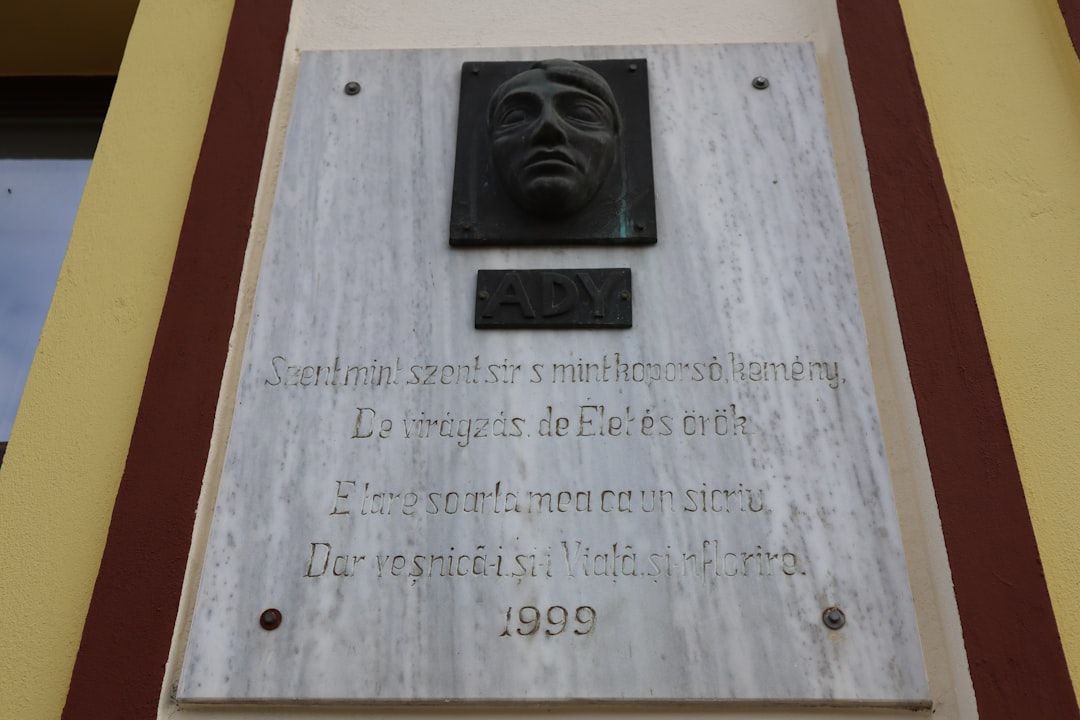 ADY
Szent, mint szent sír s mint koporsó, kemény,
De virágzás, de Élet és örök.
E tare soarta mea ca un sicriu,
Dar veșnică-i, și-i Viață, și-nflorire.
1999